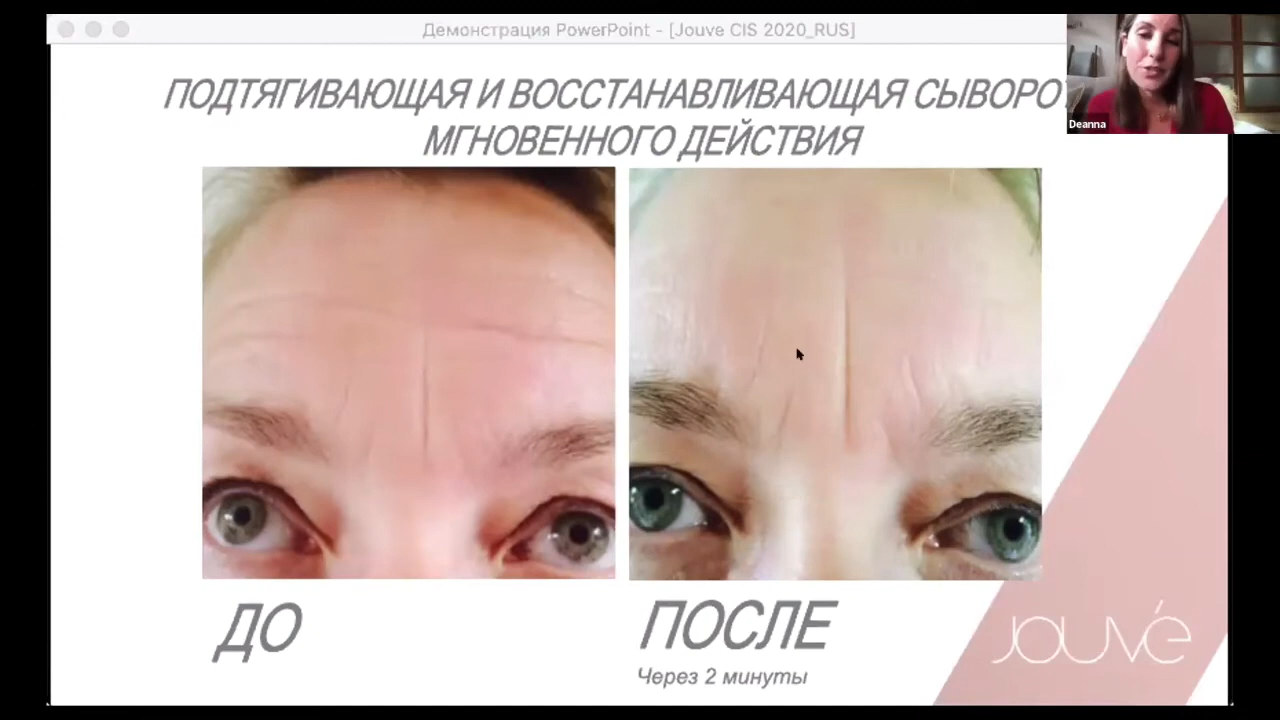 Демонстрация PowerPoint - [Jouve CIS 2020_RUS]
Deanna
ПОДТЯГИВАЮЩАЯ И ВОССТАНАВЛИВАЮЩАЯ СЫВОРО
МГНОВЕННОГО ДЕЙСТВИЯ
ДО
ПОСЛЕ
Через 2 минуты
Jouvé